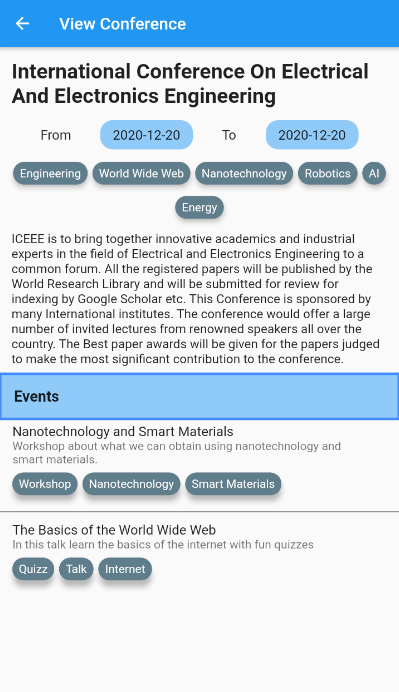 View Conference
International Conference On Electrical
And Electronics Engineering
From 2020-12-20 To 2020-12-20
Engineering World Wide Web Nanotechnology Robotics AI
Energy
ICEEE is to bring together innovative academics and industrial
experts in the field of Electrical and Electronics Engineering to a
common forum. All the registered papers will be published by the
World Research Library and will be submitted for review for
indexing by Google Scholar etc. This Conference is sponsored by
many International institutes. The conference would offer a large
number of invited lectures from renowned speakers all over the
country. The Best paper awards will be given for the papers judged
to make the most significant contribution to the conference.
Events
Nanotechnology and Smart Materials
Workshop about what we can obtain using nanotechnology and
smart materials.
Workshop Nanotechnology Smart Materials
The Basics of the World Wide Web
In this talk learn the basics of the internet with fun quizzes
Quizz Talk Internet